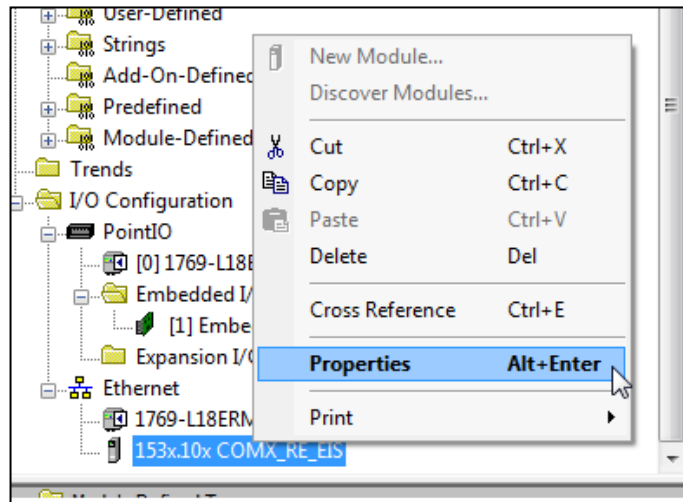 User-Defined
Strings
Add-On-Defined
Predefined
Module-Defined
Trends
I/O Configuration
PointIO
[0] 1769-L18E
Embedded I/
[1] Embe
Expansion I/
Ethernet
1769-L18ERM
153x.10x COMX_RE_EIS
New Module...
Discover Modules...
Cut Ctrl+X
Copy Ctrl+C
Paste Ctrl+V
Delete Del
Cross Reference Ctrl+E
Properties Alt+Enter
Print